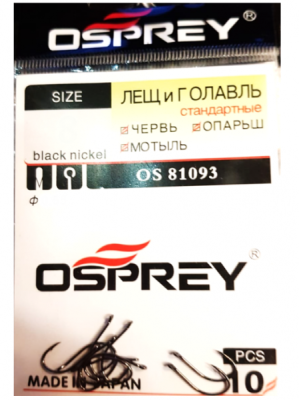 OSPREY®
SIZE
ЛЕЩ и ГОЛАВЛЬ
стандартные
ЧЕРВЬ ОПАРЫШ
МОТЫЛЬ
black nickel
OS 81093
Ф
OSPREY®
PCS
MADE IN JAPAN 10